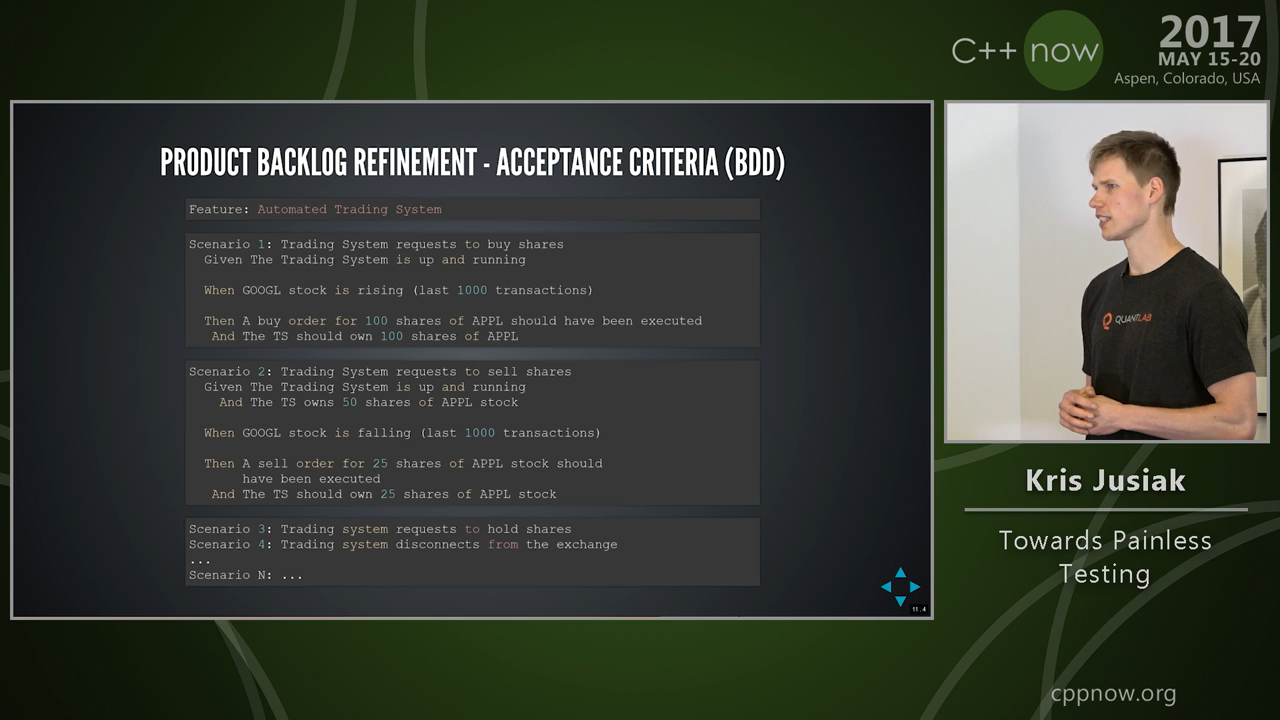 C++ now
2017
MAY 15-20
Aspen, Colorado, USA
PRODUCT BACKLOG REFINEMENT - ACCEPTANCE CRITERIA (BDD)
Feature: Automated Trading System
Scenario 1: Trading System requests to buy shares
Given The Trading System is up and running
When GOOGL stock is rising (last 1000 transactions)
Then A buy order for 100 shares of APPL should have been executed
And The TS should own 100 shares of APPL
Scenario 2: Trading System requests to sell shares
Given The Trading System is up and running
And The TS owns 50 shares of APPL stock
When GOOGL stock is falling (last 1000 transactions)
Then A sell order for 25 shares of APPL stock should
have been executed
And The TS should own 25 shares of APPL stock
Scenario 3: Trading system requests to hold shares
Scenario 4: Trading system disconnects from the exchange
...
Scenario N: ...
11.4
QUANTLAB
Kris Jusiak
Towards Painless
Testing
cppnow.org